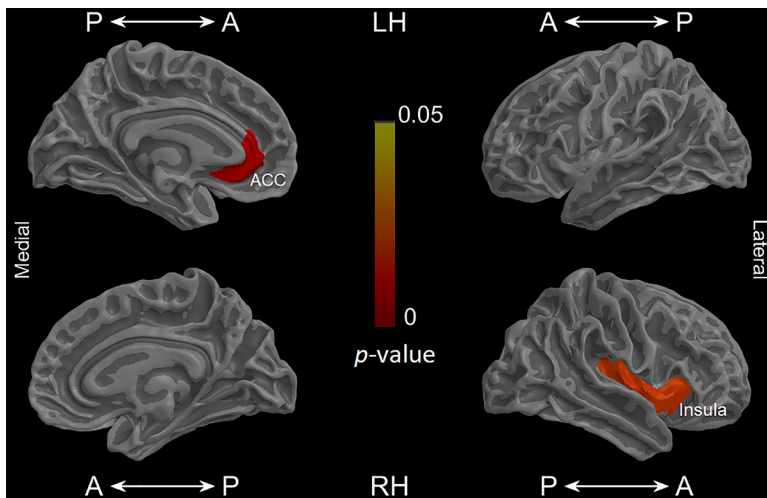 P A LH A P
0.05
ACC
Medial
Lateral
0
p-value
Insula
A P RH P A